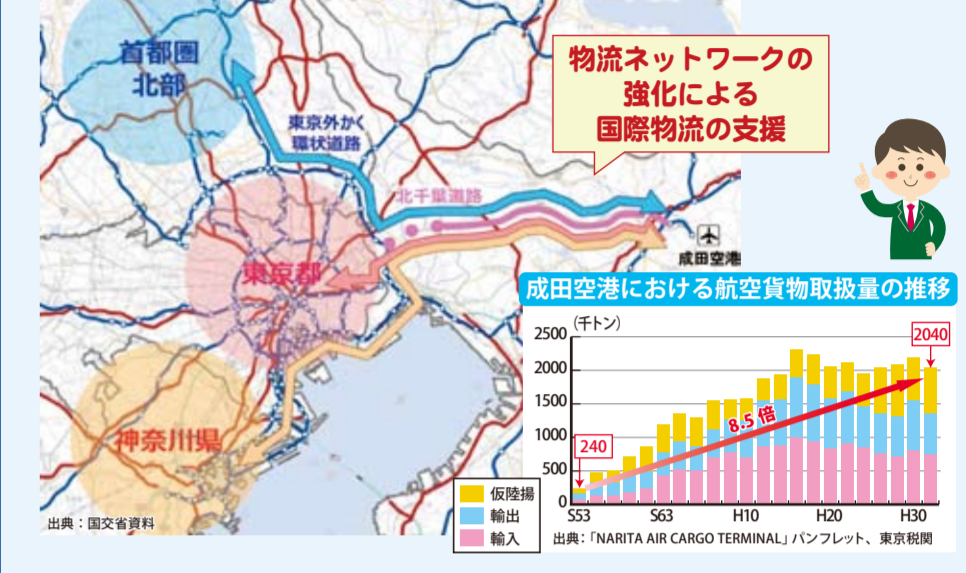 首都圏
北部
東京外かく
環状道路
物流ネットワークの
強化による
国際物流の支援
北千葉道路
成田空港
東京都
神奈川県
出典：国交省資料
成田空港における航空貨物取扱量の推移
（千トン）
2500
2000
1500
1000
500
0
240
8.5 倍
2040
S53
S63
H10
H20
H30
仮陸揚
輸出
輸入
出典：「NARITA AIR CARGO TERMINAL」パンフレット、東京税関